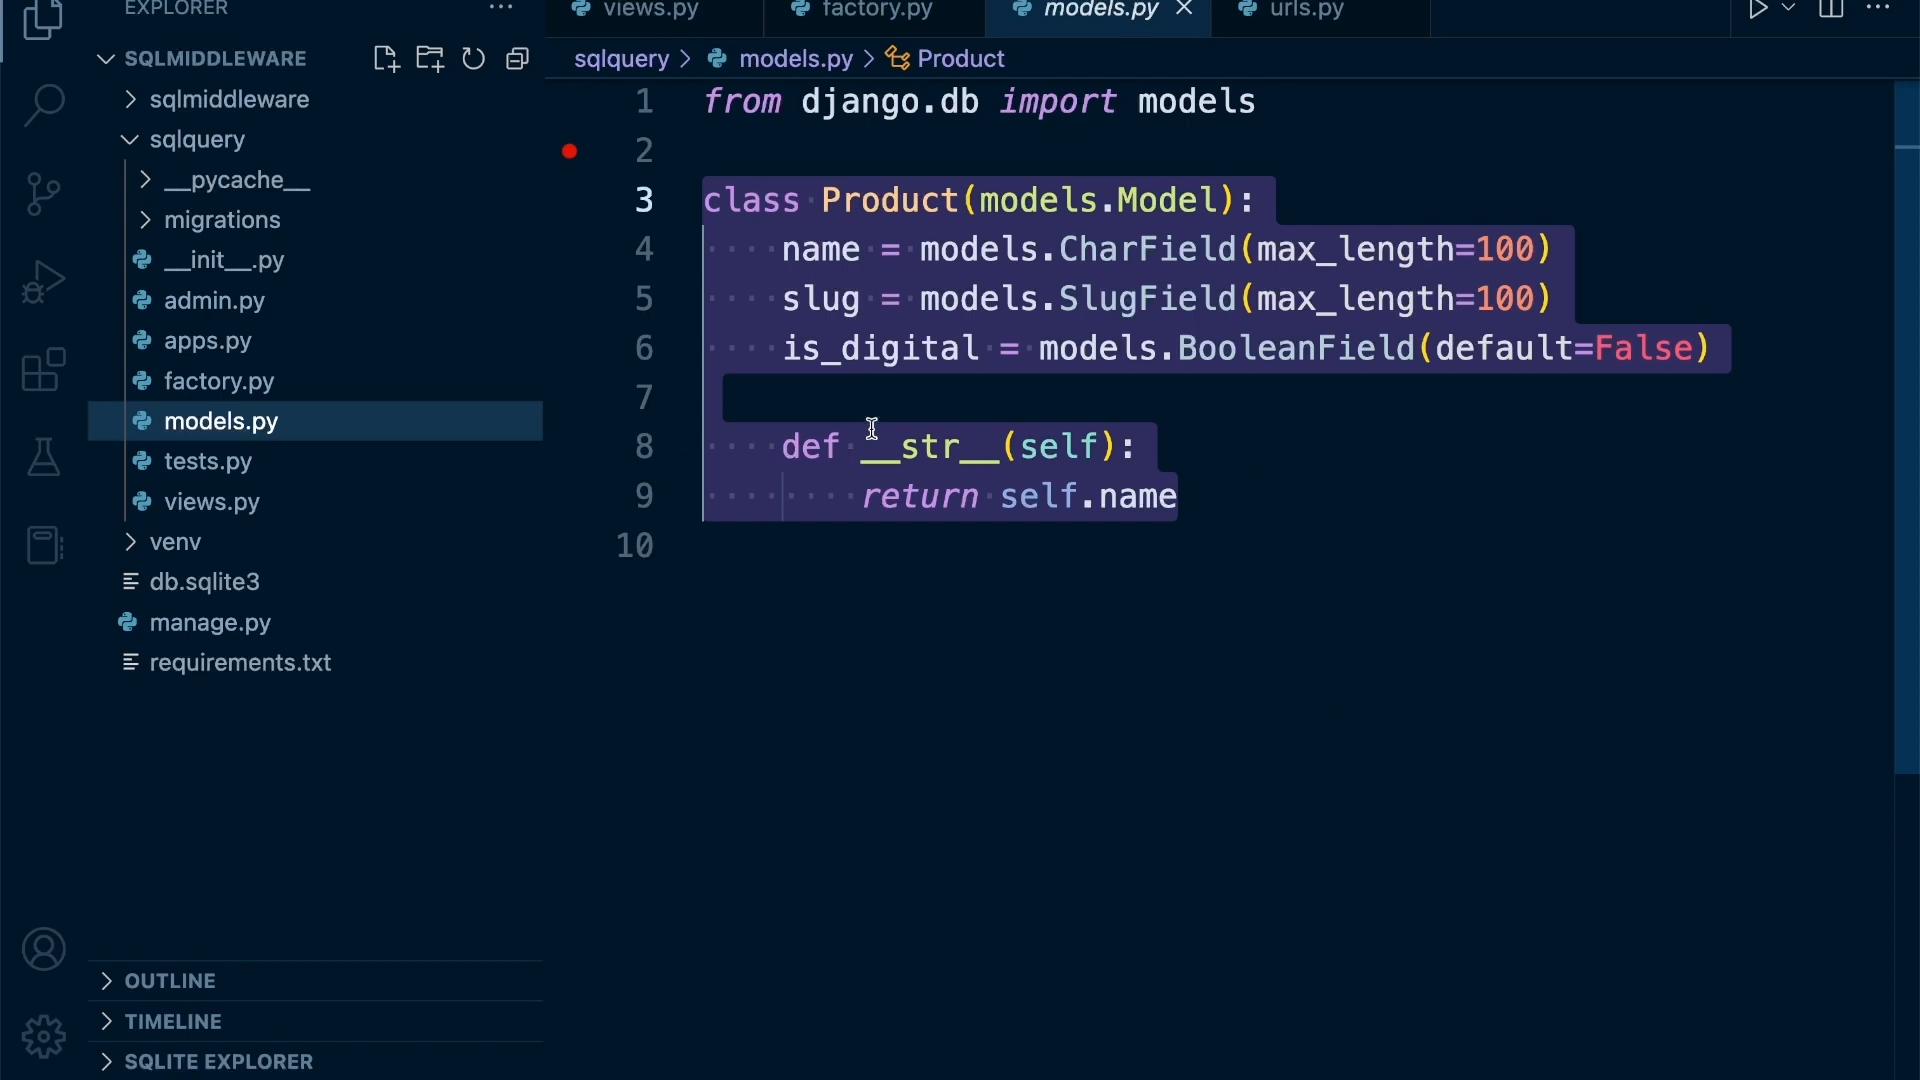 EXPLORER
SQLMIDDLEWARE
sqlmiddleware
sqlquery
__pycache__
migrations
__init__.py
admin.py
apps.py
factory.py
models.py
tests.py
views.py
venv
db.sqlite3
manage.py
requirements.txt
OUTLINE
TIMELINE
SQLITE EXPLORER
views.py factory.py models.py urls.py
sqlquery > models.py > Product
1 from django.db import models
2
3 class Product(models.Model):
4     name = models.CharField(max_length=100)
5     slug = models.SlugField(max_length=100)
6     is_digital = models.BooleanField(default=False)
7
8     def __str__(self):
9         return self.name
10